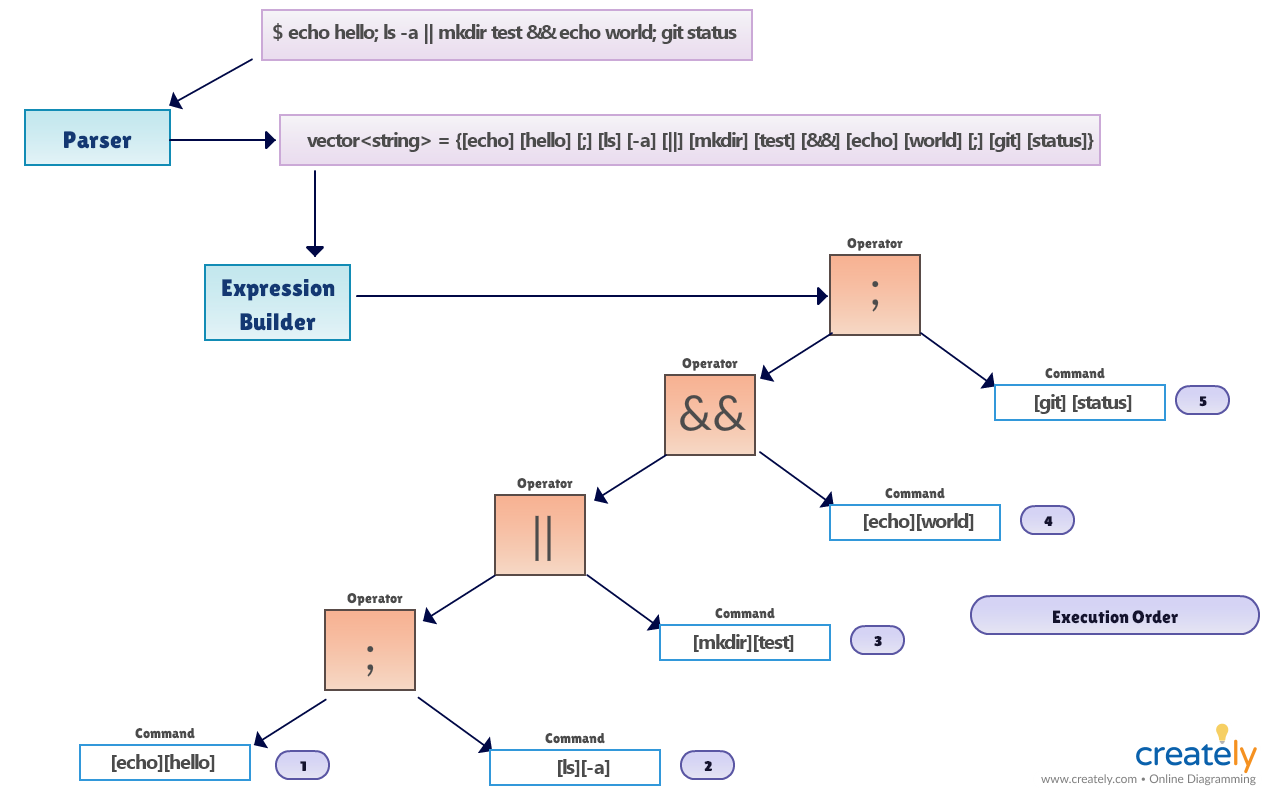 $ echo hello; ls -a || mkdir test && echo world; git status
Parser
vector<string> = {[echo] [hello] [;] [ls] [-a] [||] [mkdir] [test] [&&] [echo] [world] [;] [git] [status]}
Operator
Expression
Builder
;
Operator
Command
&&
[git] [status]
5
Operator
Command
||
[echo][world]
4
Operator
Command
Execution Order
;
[mkdir][test]
3
Command
Command
[echo][hello]
1
[ls][-a]
2
creately
www.creately.com • Online Diagramming